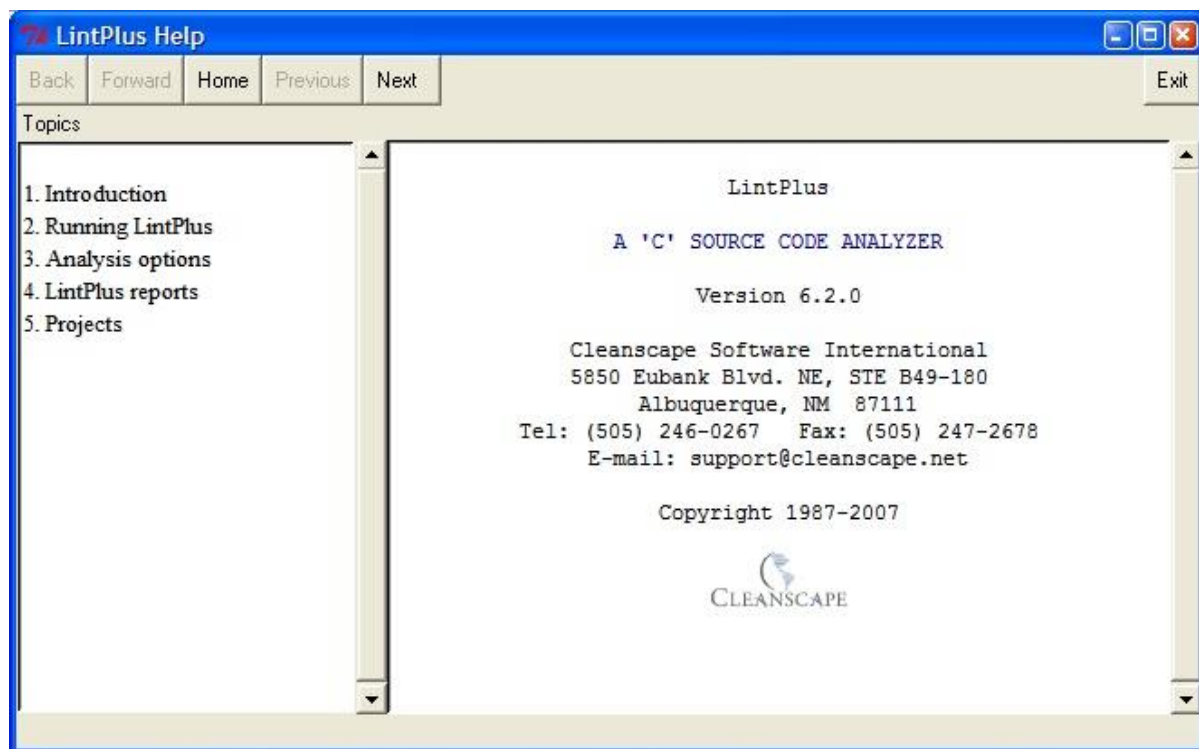 LintPlus Help
Back Forward Home Previous Next Exit
Topics
1. Introduction
2. Running LintPlus
3. Analysis options
4. LintPlus reports
5. Projects
LintPlus
A 'C' SOURCE CODE ANALYZER
Version 6.2.0
Cleanscape Software International
5850 Eubank Blvd. NE, STE B49-180
Albuquerque, NM  87111
Tel: (505) 246-0267   Fax: (505) 247-2678
E-mail: support@cleanscape.net
Copyright 1987-2007
CLEANSCAPE